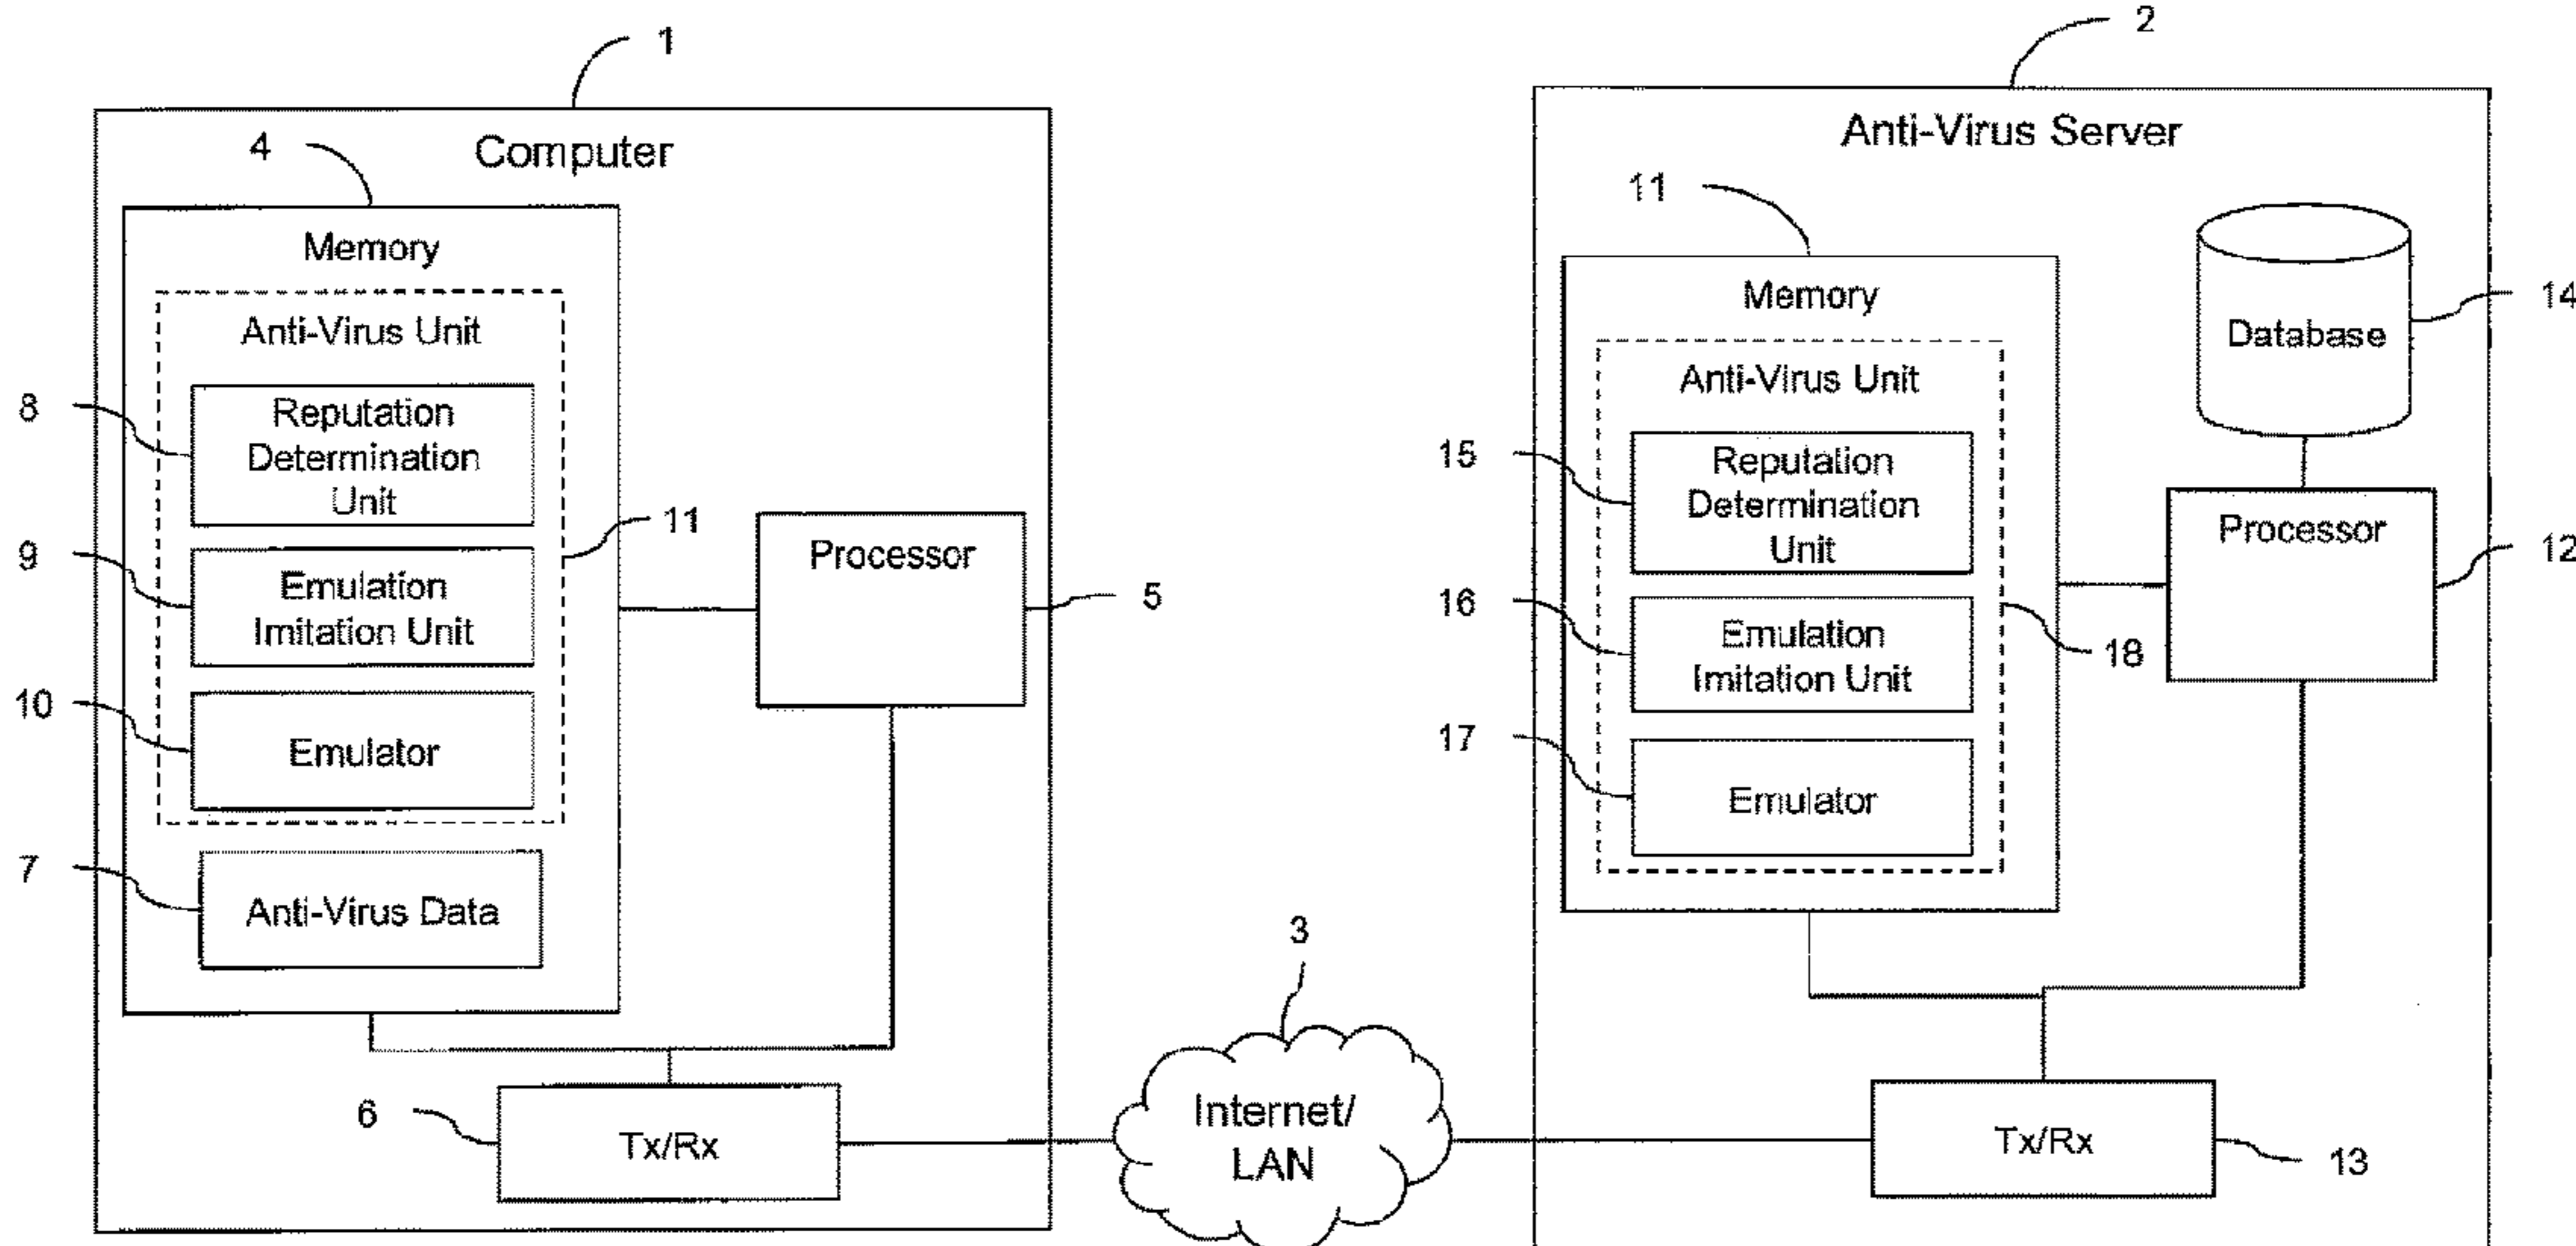 1
Computer
4
Memory
Anti-Virus Unit
8
Reputation
Determination
Unit
11
9
Emulation
Imitation Unit
10
Emulator
7
Anti-Virus Data
Processor
5
6
Tx/Rx
3
Internet/
LAN
2
Anti-Virus Server
11
Memory
Anti-Virus Unit
15
Reputation
Determination
Unit
16
Emulation
Imitation Unit
18
17
Emulator
14
Database
Processor
12
Tx/Rx
13